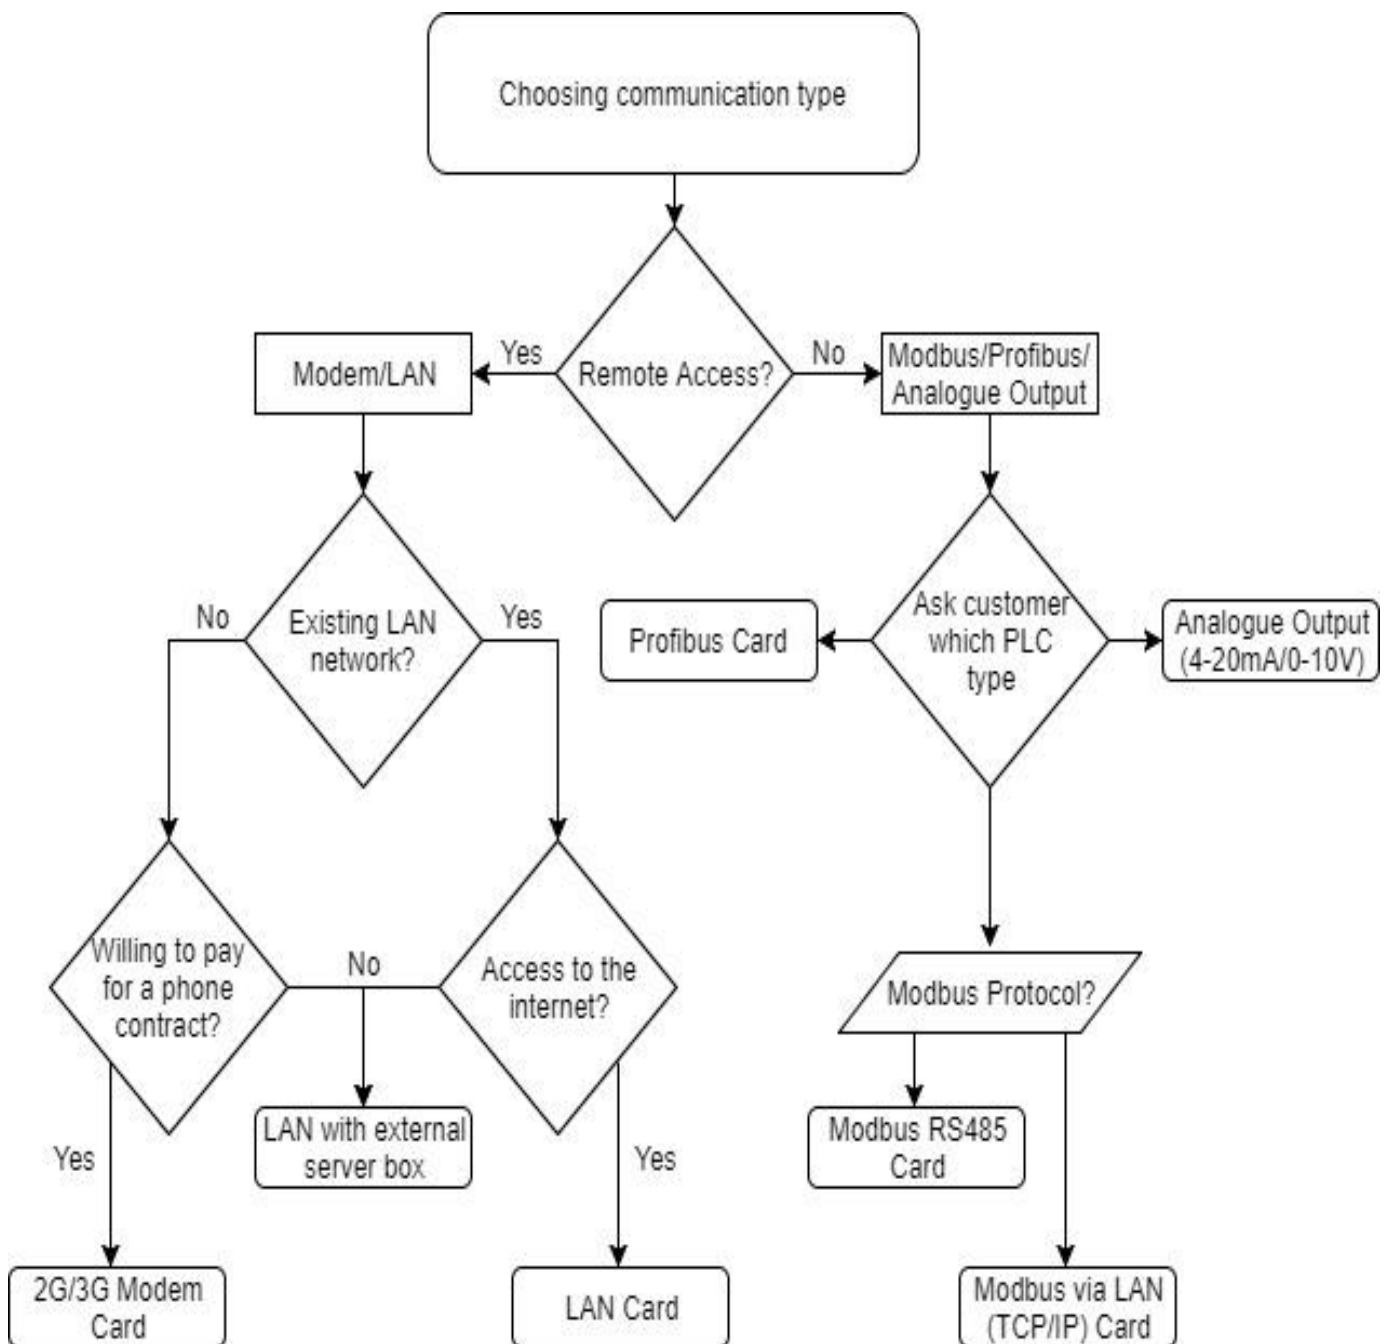 Choosing communication type
Remote Access?
Yes
No
Modem/LAN
Modbus/Profibus/
Analogue Output
Existing LAN
network?
No
Yes
Profibus Card
Ask customer
which PLC
type
Analogue Output
(4-20mA/0-10V)
Willing to pay
for a phone
contract?
No
Access to the
internet?
Modbus Protocol?
LAN with external
server box
Modbus RS485
Card
Yes
Yes
2G/3G Modem
Card
LAN Card
Modbus via LAN
(TCP/IP) Card